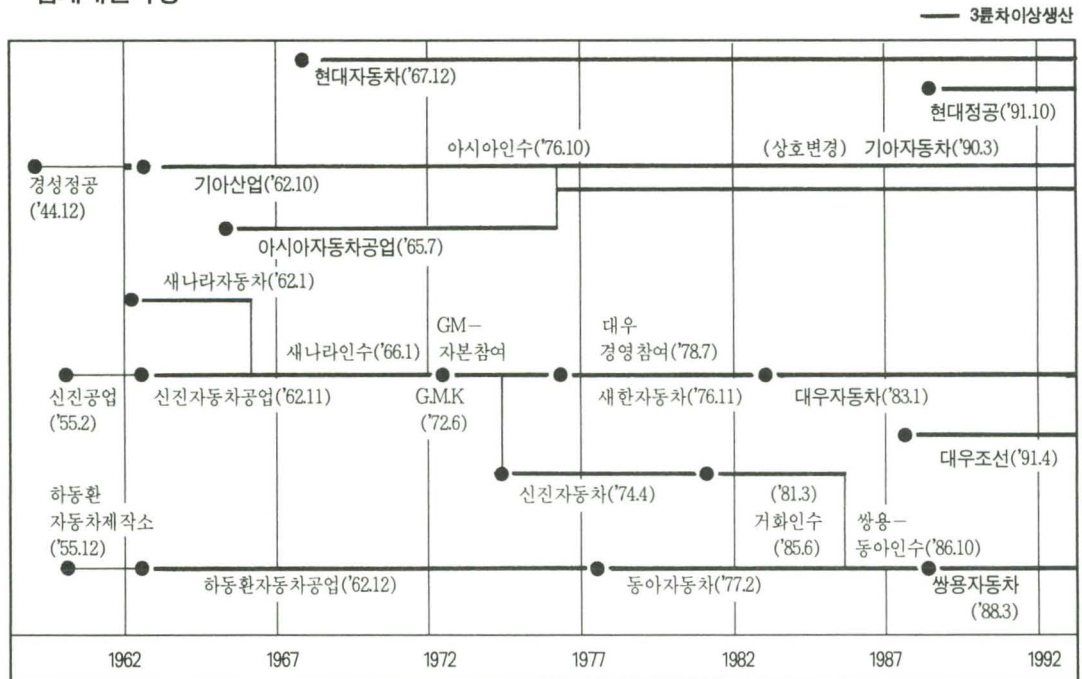 3륜차이상생산
현대자동차('67.12)
현대정공('91.10)
아시아인수('76.10)
(상호변경) 기아자동차('90.3)
경성정공
('44.12)
기아산업('62.10)
아시아자동차공업('65.7)
새나라자동차('62.1)
GM-
자본참여
대우
경영참여('78.7)
새나라인수('66.1)
신진공업
('55.2)
신진자동차공업('62.11)
G.M.K
('72.6)
새한자동차('76.11)
대우자동차('83.1)
대우조선('91.4)
신진자동차('74.4)
('81.3)
거화인수
('85.6)
쌍용-
동아인수('86.10)
하동환
자동차제작소
('55.12)
하동환자동차공업('62.12)
동아자동차('77.2)
쌍용자동차
('88.3)
1962 1967 1972 1977 1982 1987 1992